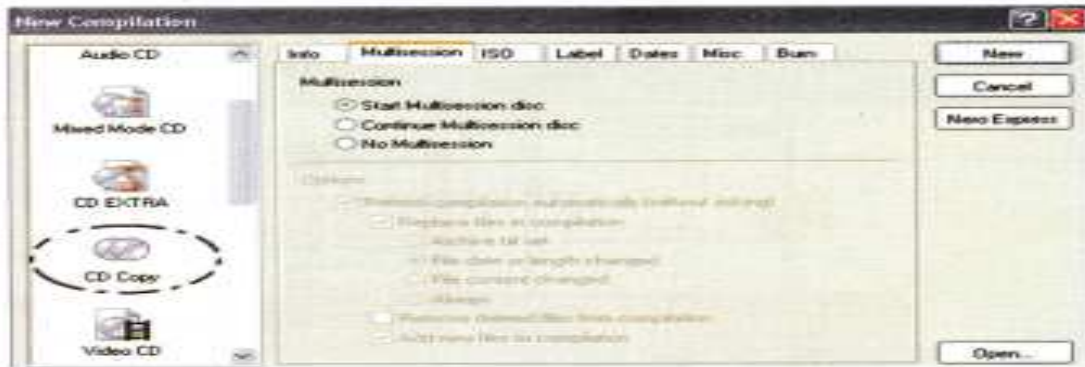 New Compilation
Audio CD
Mixed Mode CD
CD EXTRA
CD Copy
Video CD
Info Multisession ISO Label Dates Misc Burn
Multisession
Start Multisession disc
Continue Multisession disc
No Multisession
Options
Replace files in compilation
Archive bit set
File date or length changed
File content changed
Always
Remove deleted files from compilation
Add new files to compilation
New
Cancel
Nero Express
Open...